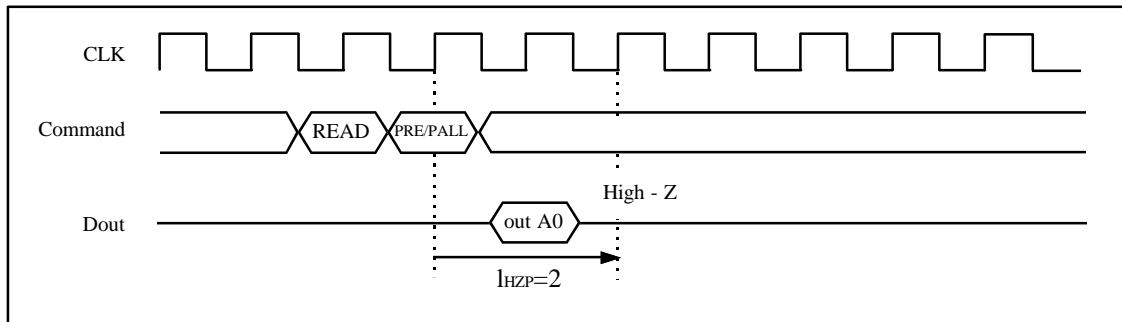 CLK
Command
READ
PRE/PALL
High - Z
Dout
out A0
lHZP=2